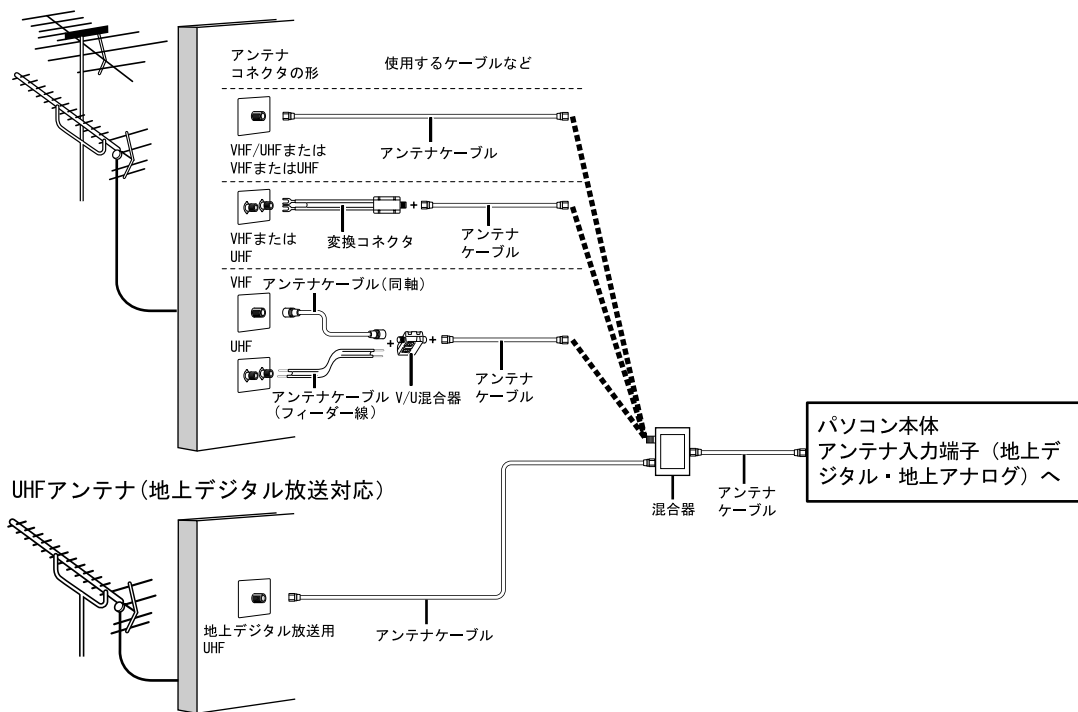 アンテナ
コネクタの形
使用するケーブルなど
VHF/UHFまたは
VHFまたはUHF
アンテナケーブル
VHFまたは
UHF
変換コネクタ
+
アンテナ
ケーブル
VHF
アンテナケーブル(同軸)
UHF
アンテナケーブル
(フィーダー線)
+
V/U混合器
+
アンテナ
ケーブル
混合器
アンテナ
ケーブル
パソコン本体
アンテナ入力端子(地上デ
ジタル・地上アナログ)へ
UHFアンテナ(地上デジタル放送対応)
地上デジタル放送用
UHF
アンテナケーブル